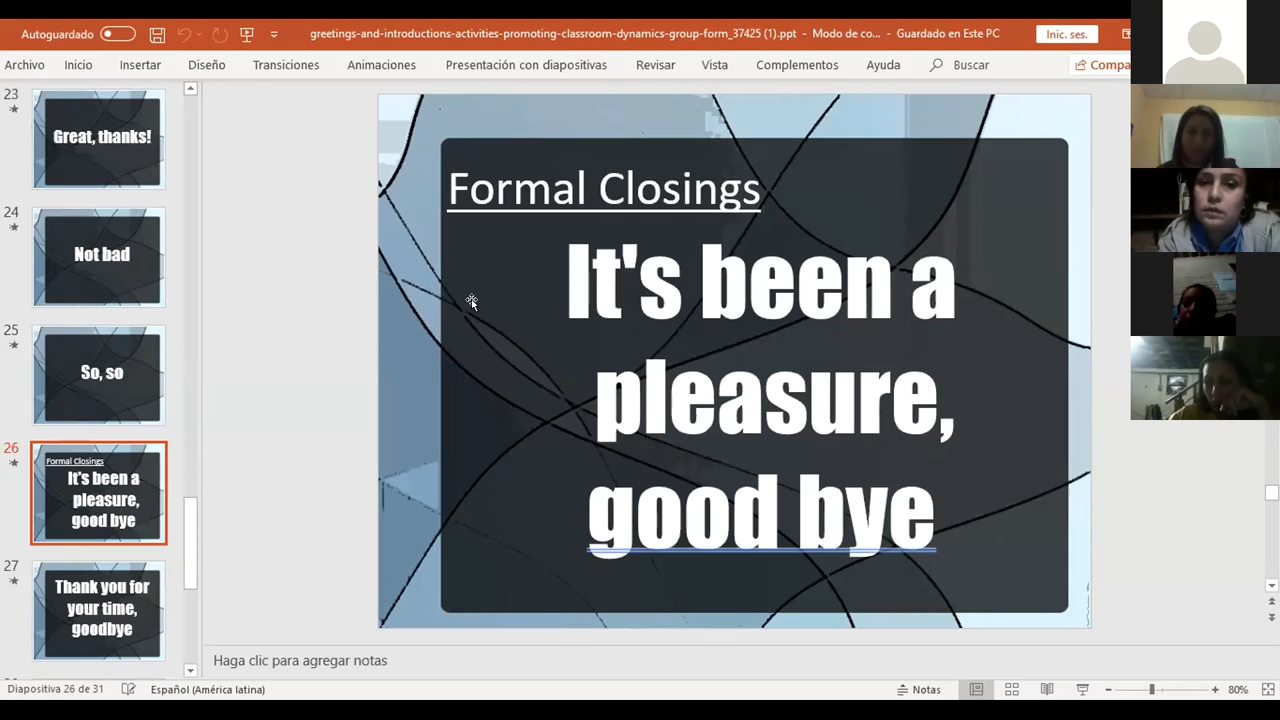 Autoguardado
greetings-and-introductions-activities-promoting-classroom-dynamics-group-form_37425 (1).ppt - Modo de co... - Guardado en Este PC
Inic. ses.
Archivo Inicio Insertar Diseño Transiciones Animaciones Presentación con diapositivas Revisar Vista Complementos Ayuda Buscar Compa
23
Great, thanks!
24
Not bad
25
So, so
26
Formal Closings
It's been a
pleasure,
good bye
27
Thank you for
your time,
goodbye
Formal Closings
It's been a
pleasure,
good bye
Haga clic para agregar notas
Diapositiva 26 de 31 Español (América latina) Notas 80%